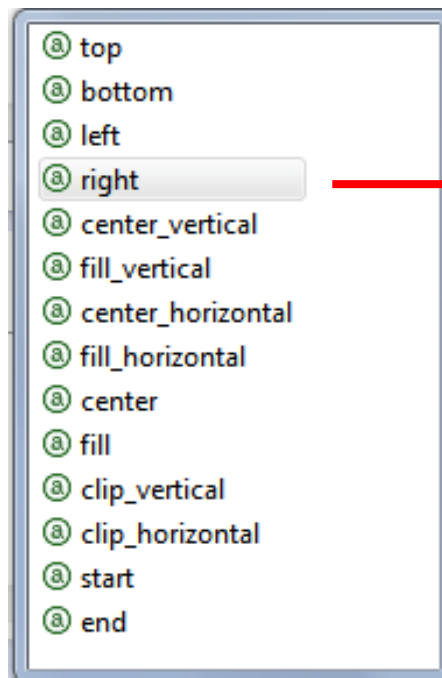 top
bottom
left
right
center_vertical
fill_vertical
center_horizontal
fill_horizontal
center
fill
clip_vertical
clip_horizontal
start
end